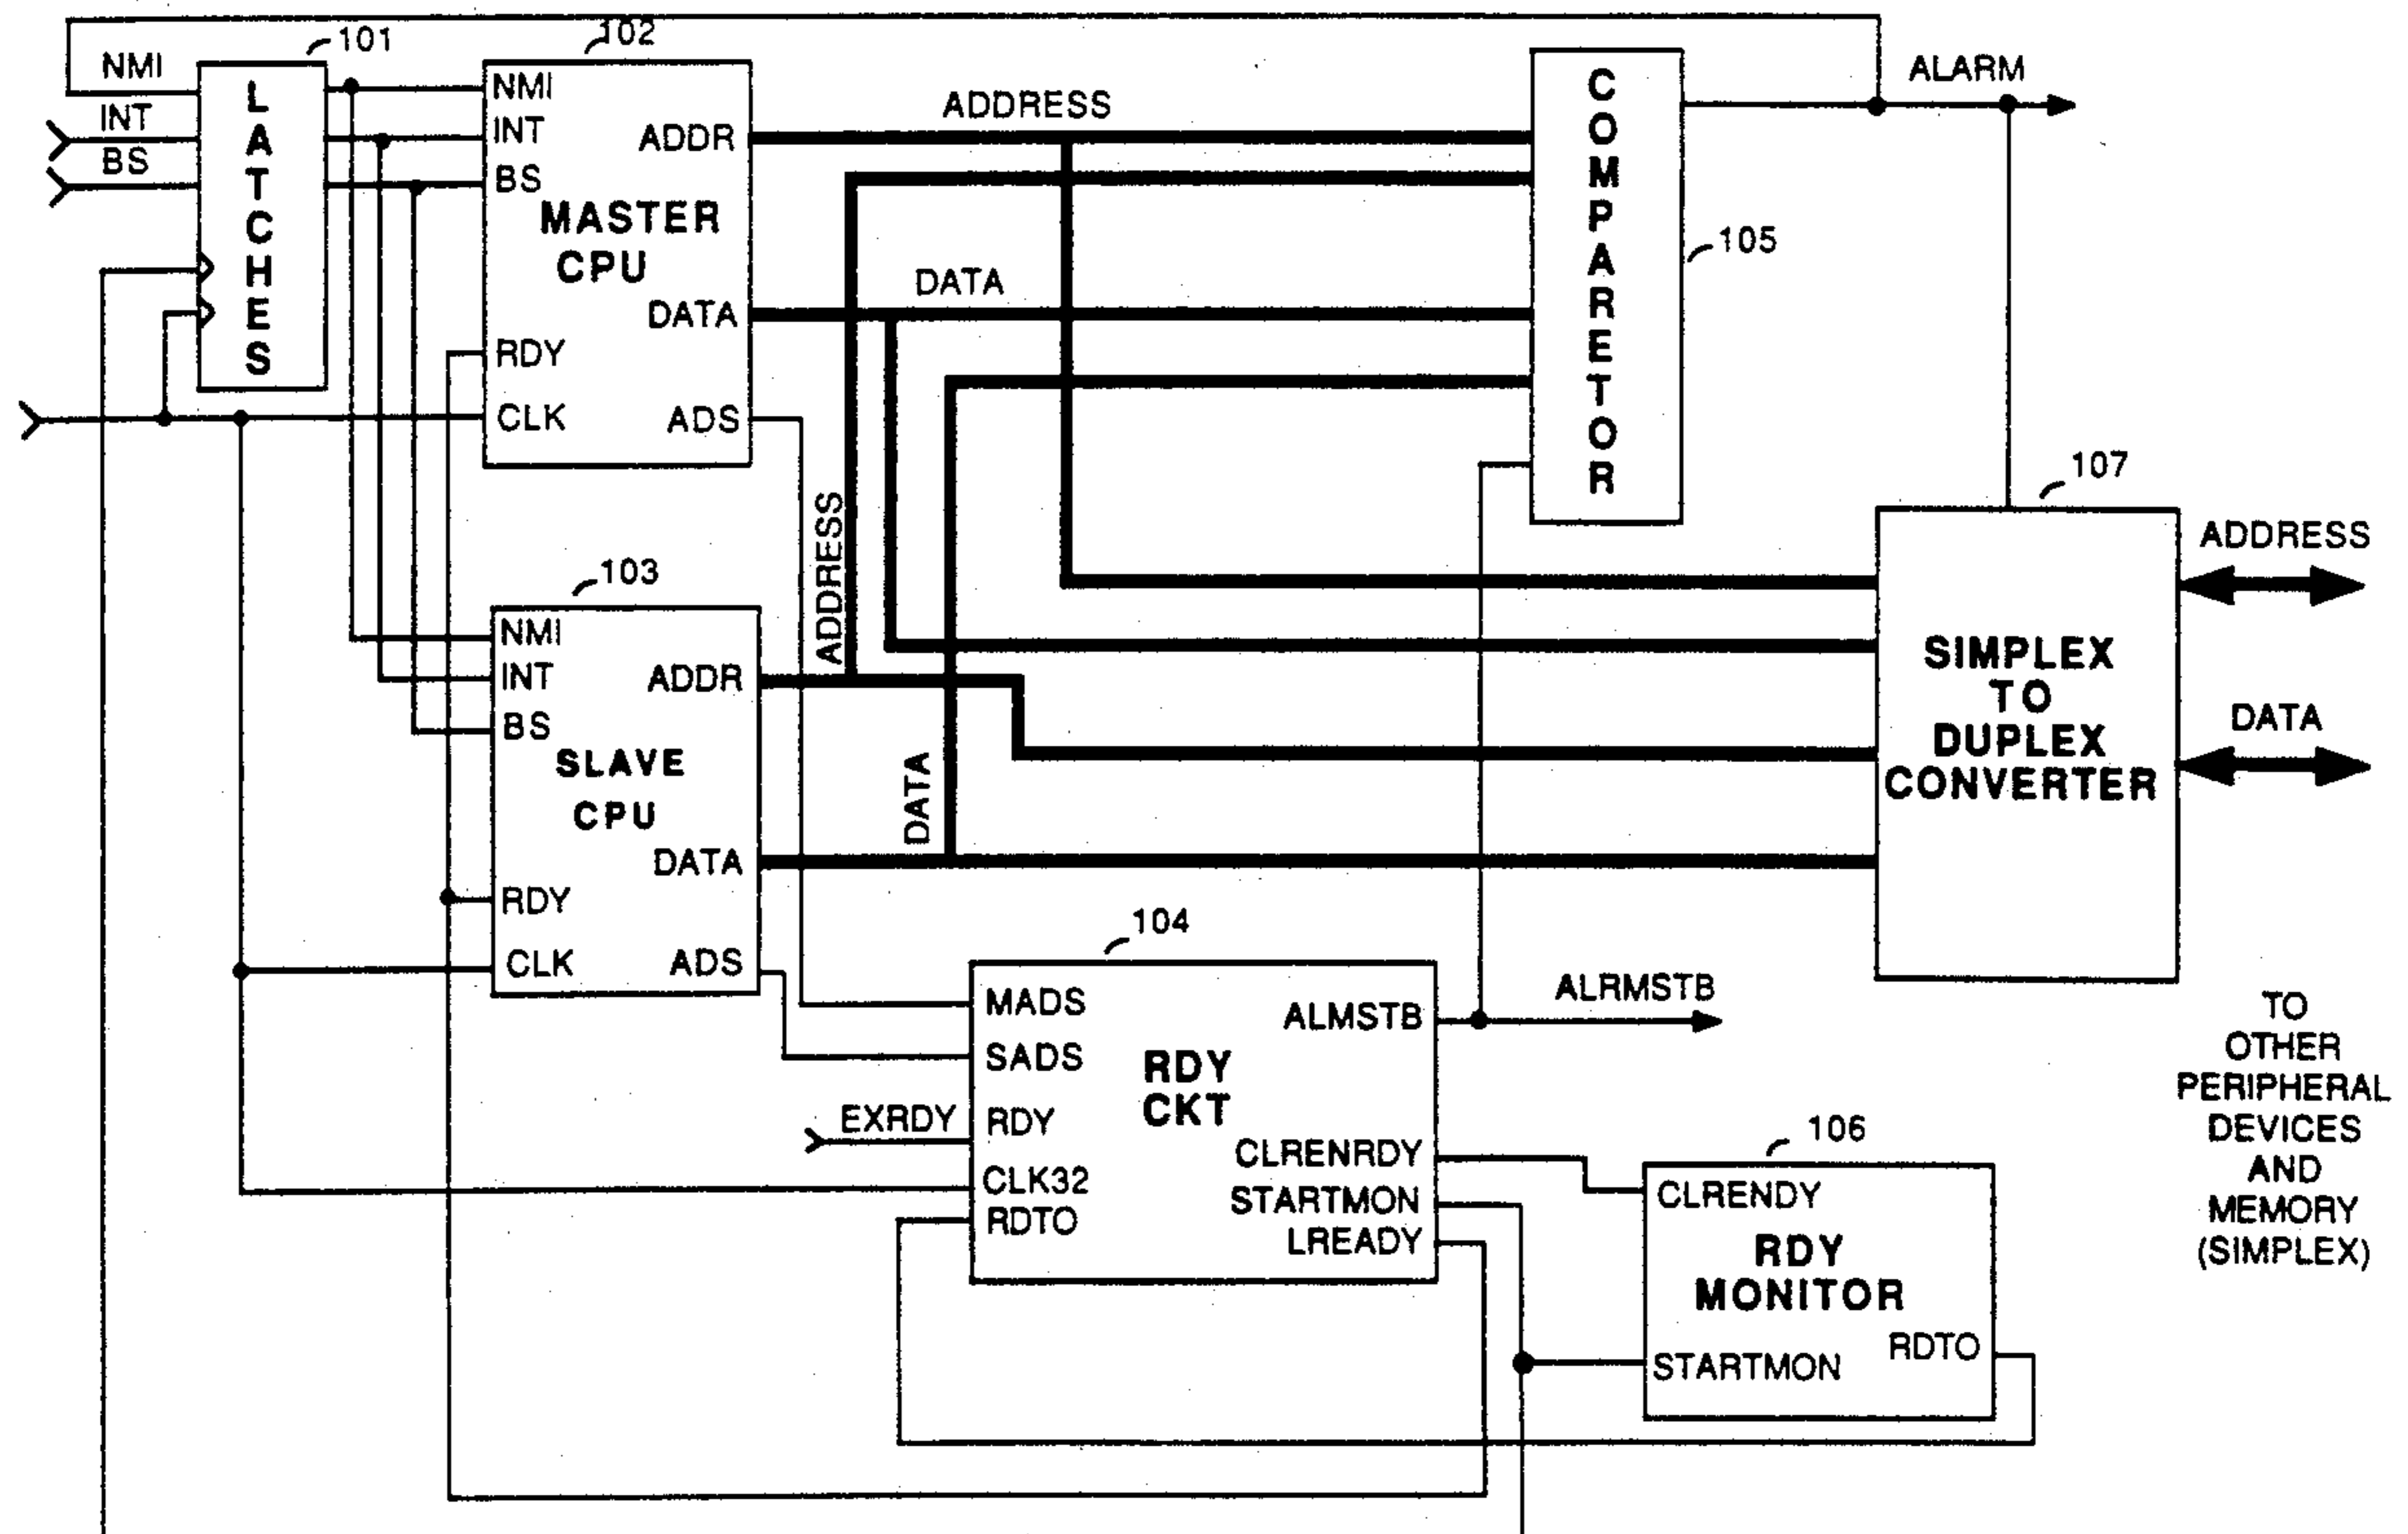 101
NMI
INT
BS
LATCHES
102
NMI
INT
BS
ADDR
MASTER
CPU
DATA
RDY
CLK
ADS
ADDRESS
DATA
COMPARETOR
105
ALARM
103
NMI
INT
BS
ADDR
SLAVE
CPU
DATA
RDY
CLK
ADS
ADDRESS
DATA
107
SIMPLEX
TO
DUPLEX
CONVERTER
ADDRESS
DATA
TO
OTHER
PERIPHERAL
DEVICES
AND
MEMORY
(SIMPLEX)
104
MADS
SADS
EXRDY
RDY
CLK32
RDTO
RDY
CKT
ALMSTB
CLRENRDY
STARTMON
LREADY
ALRMSTB
106
CLRENDY
RDY
MONITOR
RDTO
STARTMON